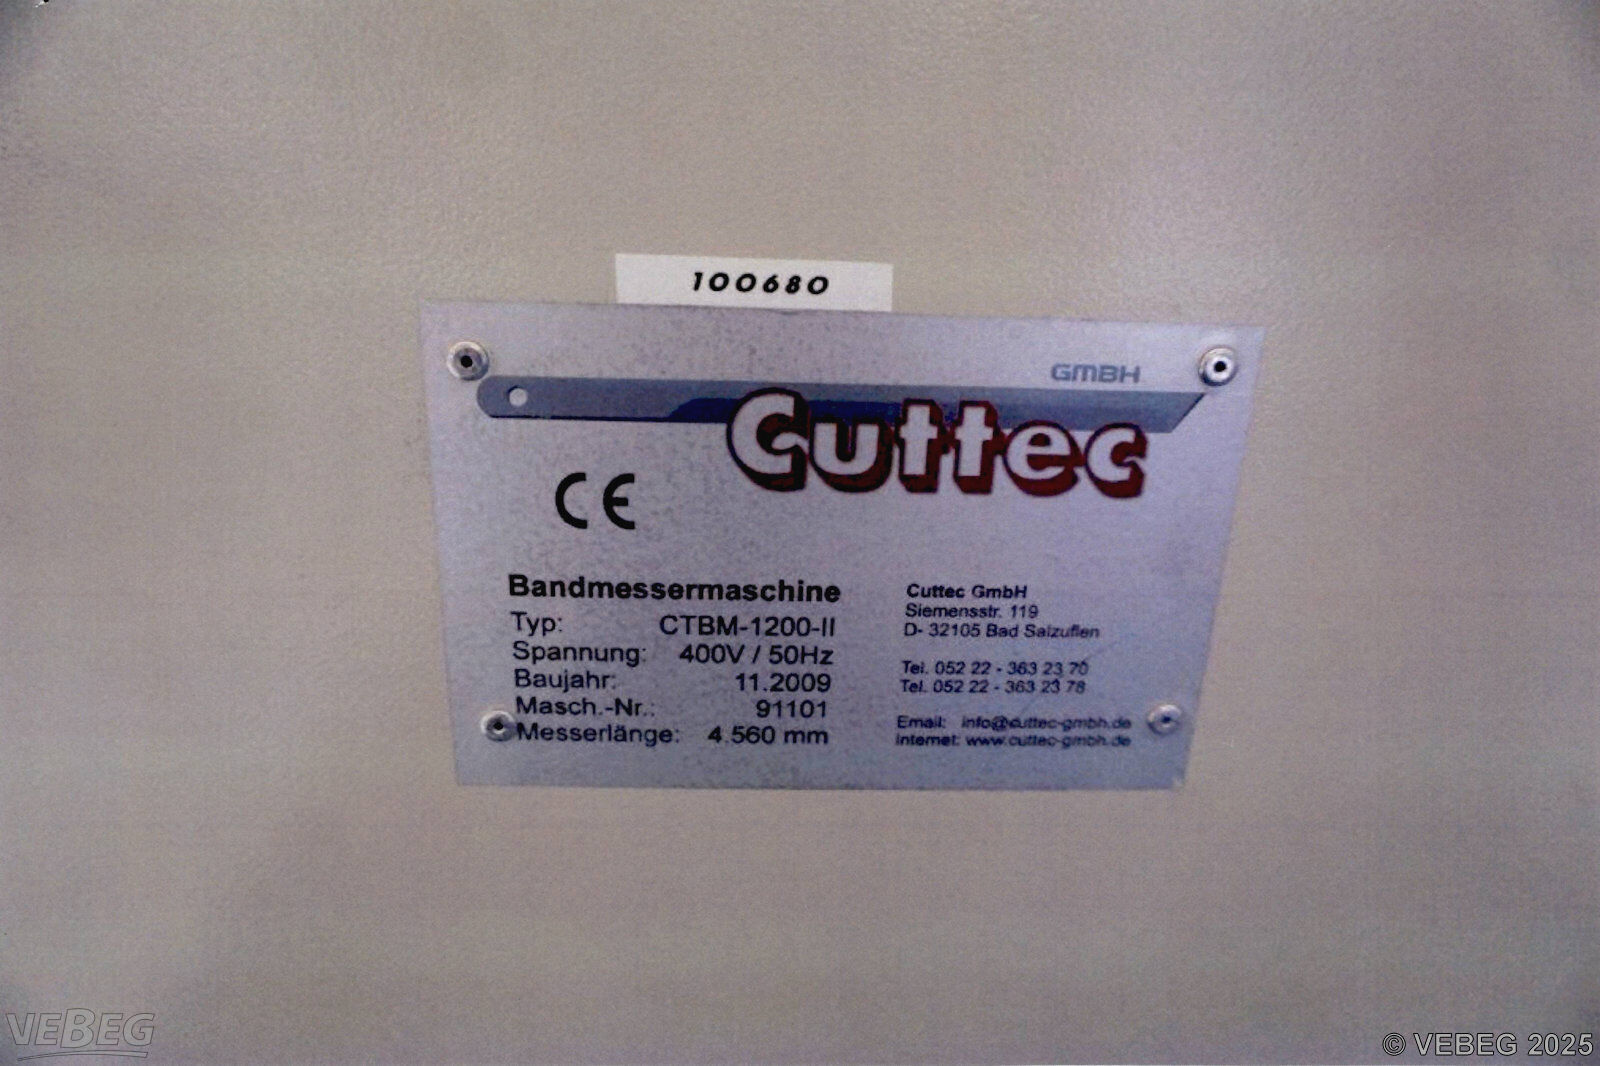 100680
GMBH
Cuttec
CE
Bandmessermaschine
Typ: CTBM-1200-II
Spannung: 400V / 50Hz
Baujahr: 11.2009
Masch.-Nr.: 91101
Messerlänge: 4.560 mm
Cuttec GmbH
Siemensstr. 119
D- 32105 Bad Salzuflen
Tel. 052 22 - 363 23 70
Tel. 052 22 - 363 23 78
Email: info@cuttec-gmbh.de
Internet: www.cuttec-gmbh.de
VEBEG
© VEBEG 2025